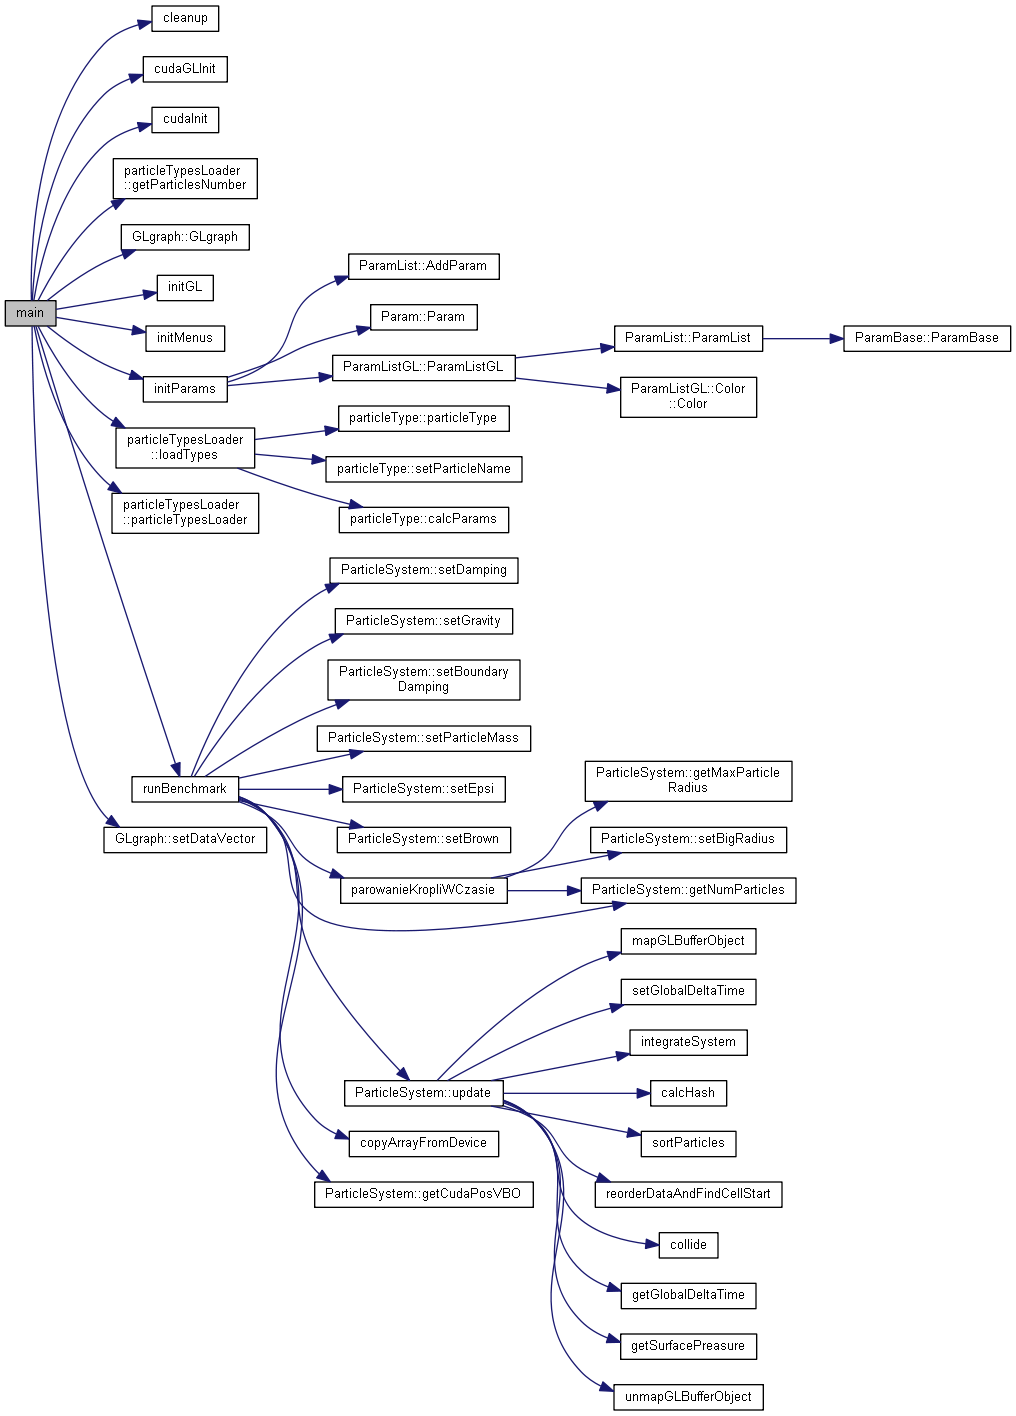 cleanup
cudaGLInit
cudaInit
particleTypesLoader
::getParticlesNumber
GLgraph::GLgraph
initGL
main
initMenus
initParams
ParamList::AddParam
Param::Param
ParamListGL::ParamListGL
ParamList::ParamList
ParamBase::ParamBase
ParamListGL::Color
::Color
particleTypesLoader
::loadTypes
particleType::particleType
particleType::setParticleName
particleType::calcParams
particleTypesLoader
::particleTypesLoader
ParticleSystem::setDamping
ParticleSystem::setGravity
ParticleSystem::setBoundary
Damping
ParticleSystem::setParticleMass
runBenchmark
ParticleSystem::setEpsi
ParticleSystem::setBrown
GLgraph::setDataVector
parowanieKropliWCzasie
ParticleSystem::getMaxParticle
Radius
ParticleSystem::setBigRadius
ParticleSystem::getNumParticles
mapGLBufferObject
setGlobalDeltaTime
integrateSystem
ParticleSystem::update
calcHash
sortParticles
copyArrayFromDevice
ParticleSystem::getCudaPosVBO
reorderDataAndFindCellStart
collide
getGlobalDeltaTime
getSurfacePreasure
unmapGLBufferObject